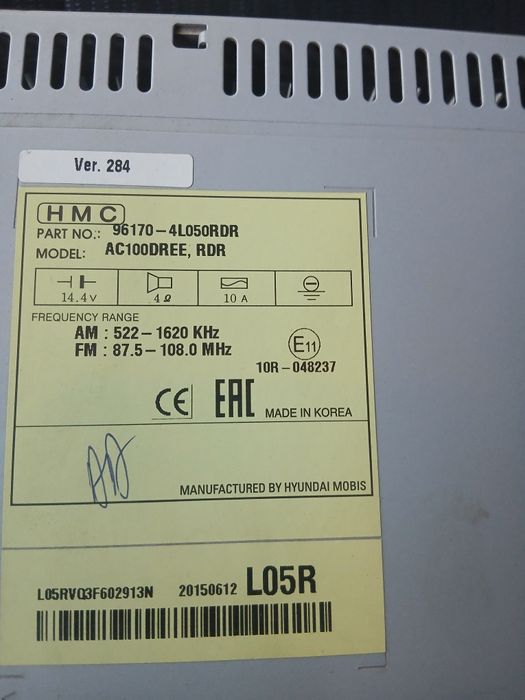 Ver. 284
HMC
PART NO.: 96170-4L050RDR
MODEL: AC100DREE, RDR
14.4V 4Ω 10 A
FREQUENCY RANGE
AM : 522-1620 KHz
FM : 87.5-108.0 MHz
E11
10R-048237
CE EAC MADE IN KOREA
MANUFACTURED BY HYUNDAI MOBIS
L05RVQ3F602913N 20150612 L05R